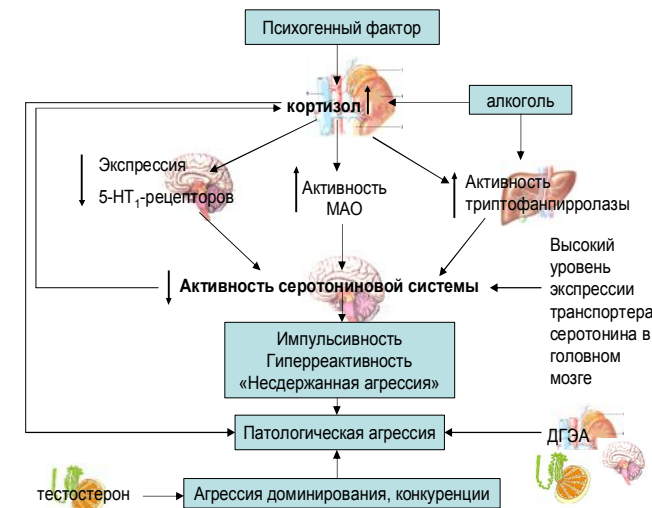 Психогенный фактор
кортизол
алкоголь
Экспрессия
5-НТ₁-рецепторов
Активность
МАО
Активность
триптофанпирролазы
Активность серотониновой системы
Высокий
уровень
экспрессии
транспортера
серотонина в
головном
мозге
Импульсивность
Гиперреактивность
«Несдержанная агрессия»
Патологическая агрессия
ДГЭА
тестостерон
Агрессия доминирования, конкуренции